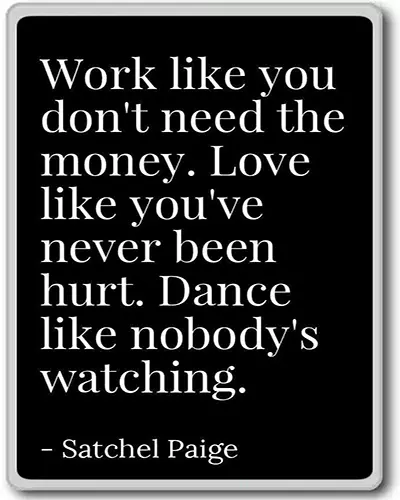 Work like you
don't need the
money. Love
like you've
never been
hurt. Dance
like nobody's
watching.
– Satchel Paige